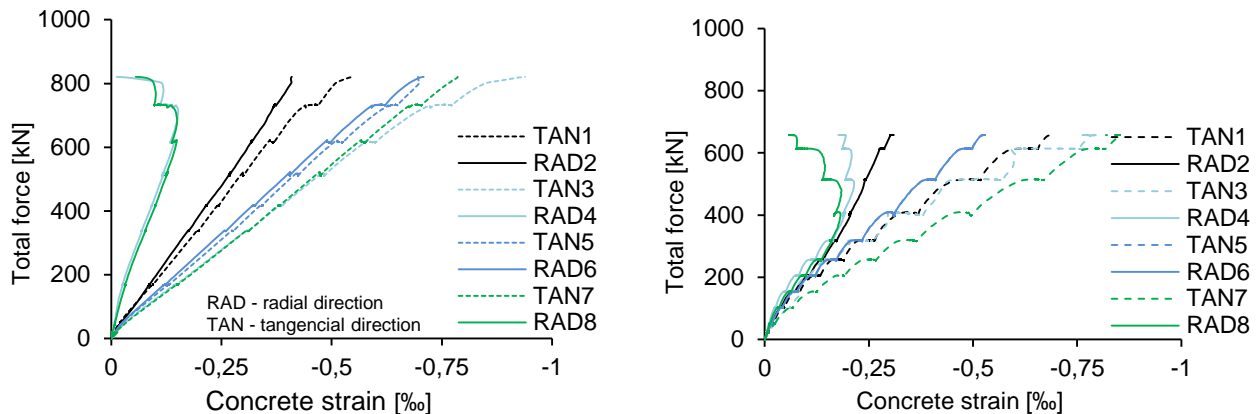 1000
800
600
400
200
0
Total force [kN]
0
-0,25
-0,5
-0,75
-1
Concrete strain [‰]
RAD - radial direction
TAN - tangencial direction
TAN1
RAD2
TAN3
RAD4
TAN5
RAD6
TAN7
RAD8
1000
800
600
400
200
0
Total force [kN]
0
-0,25
-0,5
-0,75
-1
Concrete strain [‰]
TAN1
RAD2
TAN3
RAD4
TAN5
RAD6
TAN7
RAD8